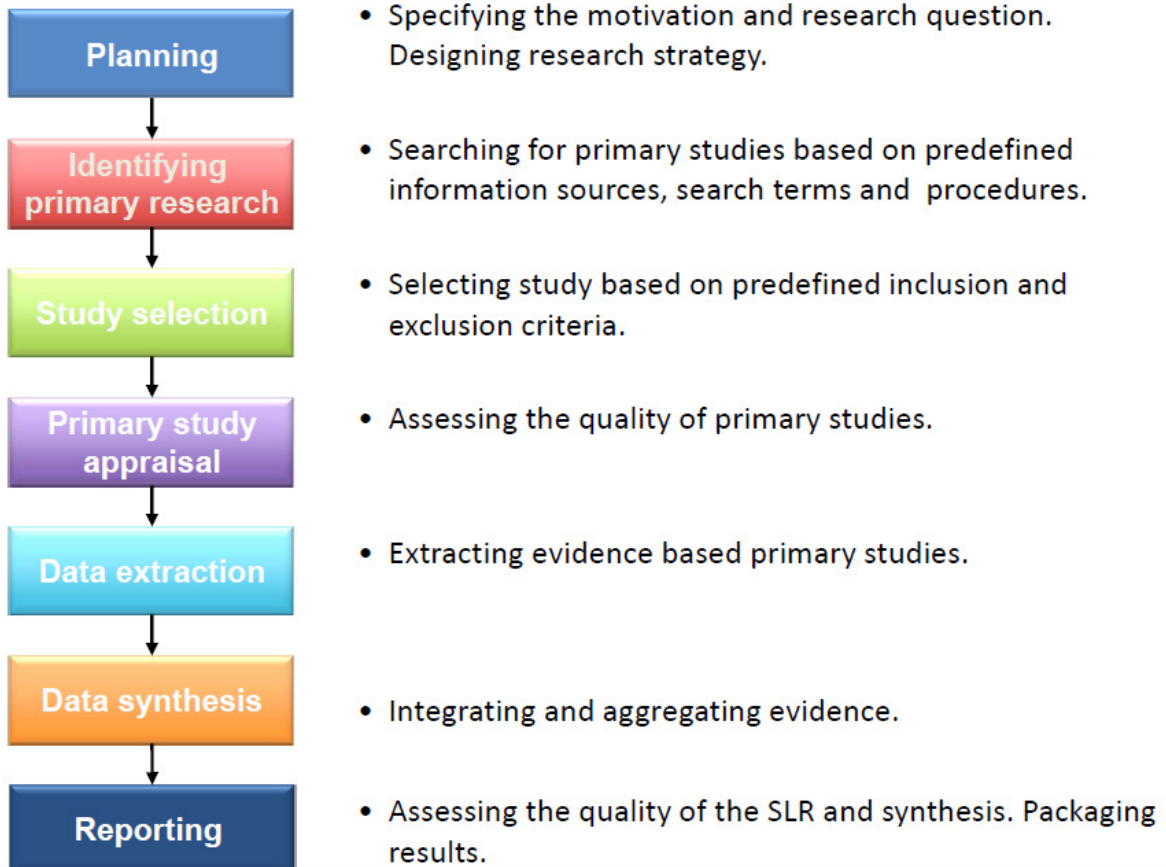 Planning
• Specifying the motivation and research question.
Designing research strategy.
Identifying
primary research
• Searching for primary studies based on predefined
information sources, search terms and  procedures.
Study selection
• Selecting study based on predefined inclusion and
exclusion criteria.
Primary study
appraisal
• Assessing the quality of primary studies.
Data extraction
• Extracting evidence based primary studies.
Data synthesis
• Integrating and aggregating evidence.
Reporting
• Assessing the quality of the SLR and synthesis. Packaging
results.